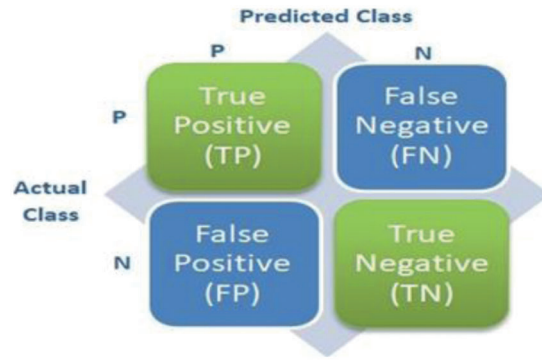 Predicted Class
P N
P
True
Positive
(TP)
False
Negative
(FN)
Actual
Class
N
False
Positive
(FP)
True
Negative
(TN)